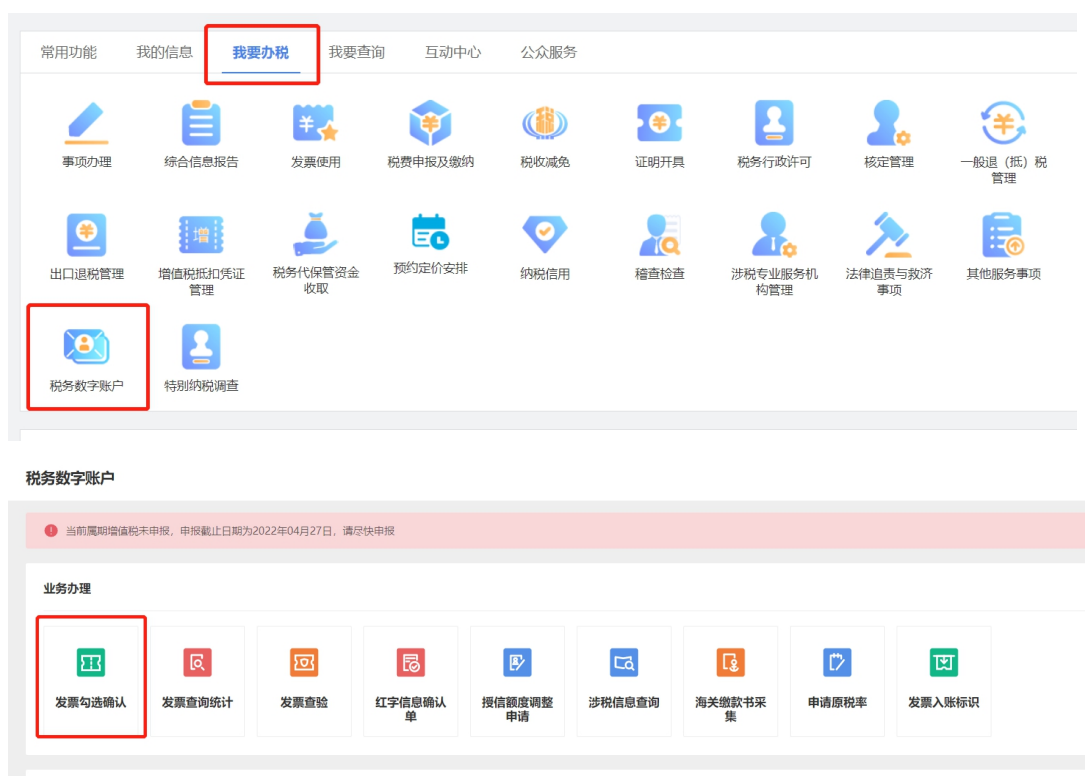 常用功能 我的信息 我要办税 我要查询 互动中心 公众服务
事项办理 综合信息报告 发票使用 税费申报及缴纳 税收减免 证明开具 税务行政许可 核定管理 一般退（抵）税
管理
出口退税管理 增值税抵扣凭证 税务代保管资金 预约定价安排 纳税信用 稽查检查 涉税专业服务机 法律追责与救济 其他服务事项
管理 收取 构管理 事项
税务数字账户 特别纳税调查
税务数字账户
当前属期增值税未申报，申报截止日期为2022年04月27日，请尽快申报
业务办理
发票勾选确认 发票查询统计 发票查验 红字信息确认 授信额度调整 涉税信息查询 海关缴款书采 申请原税率 发票入账标识
单 申请 集